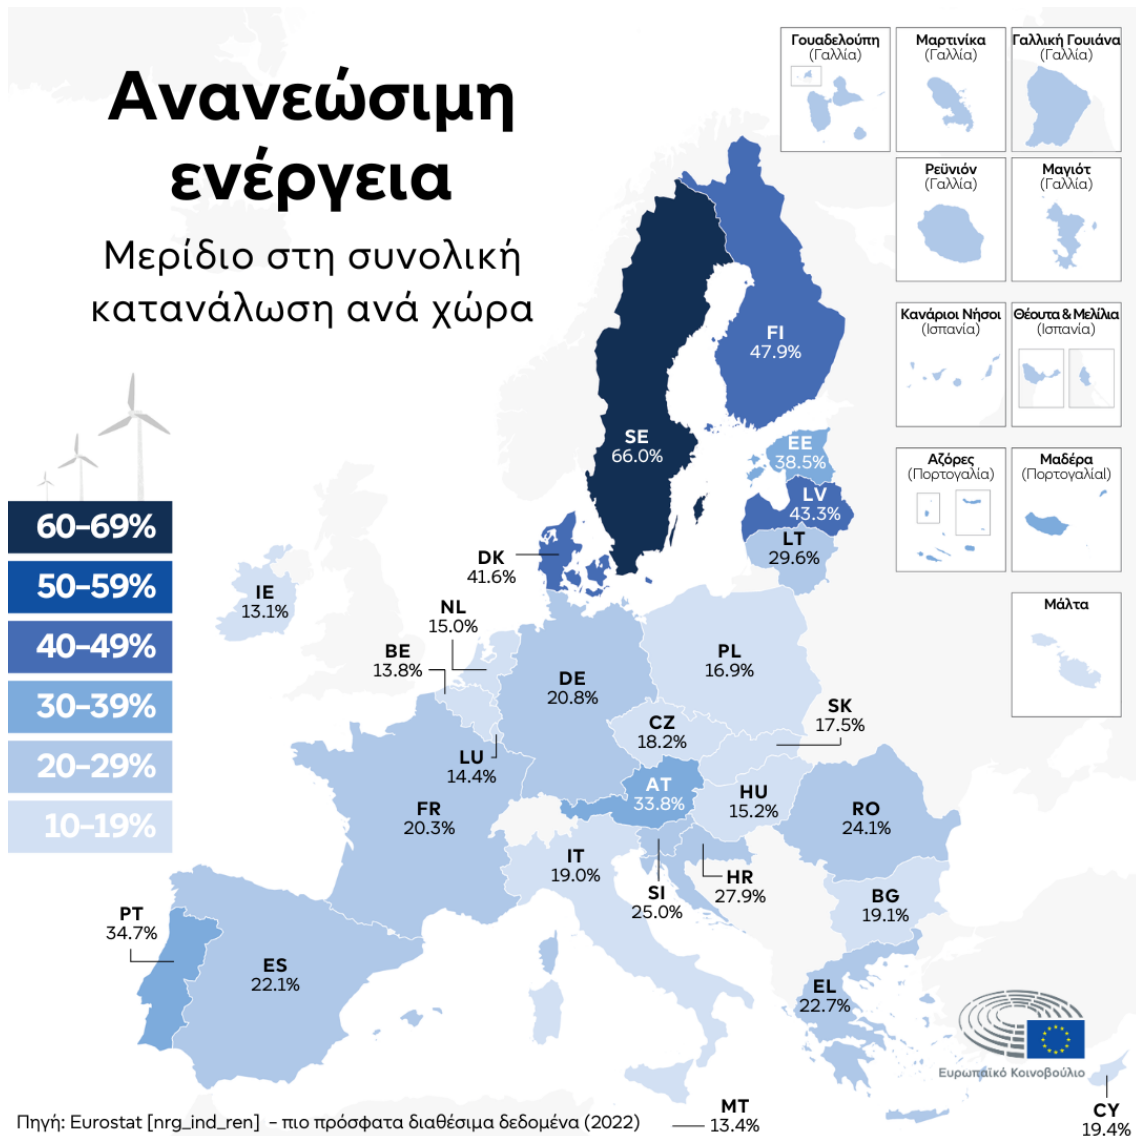 Ανανεώσιμη
ενέργεια
Μερίδιο στη συνολική
κατανάλωση ανά χώρα
Γουαδελούπη
(Γαλλία)
Μαρτινίκα
(Γαλλία)
Γαλλική Γουιάνα
(Γαλλία)
Ρεϋνιόν
(Γαλλία)
Μαγιότ
(Γαλλία)
Κανάριοι Νήσοι
(Ισπανία)
Θέουτα & Μελίλια
(Ισπανία)
Αζόρες
(Πορτογαλία)
Μαδέρα
(Πορτογαλίαl)
Μάλτα
60–69%
50–59%
40–49%
30–39%
20–29%
10–19%
FI
47.9%
SE
66.0%
EE
38.5%
LV
43.3%
LT
29.6%
DK
41.6%
IE
13.1%
NL
15.0%
BE
13.8%
DE
20.8%
PL
16.9%
SK
17.5%
CZ
18.2%
LU
14.4%
AT
33.8%
HU
15.2%
RO
24.1%
FR
20.3%
IT
19.0%
SI
25.0%
HR
27.9%
BG
19.1%
PT
34.7%
ES
22.1%
EL
22.7%
Ευρωπαϊκό Κοινοβούλιο
CY
19.4%
MT
13.4%
Πηγή: Eurostat [nrg_ind_ren] – πιο πρόσφατα διαθέσιμα δεδομένα (2022)